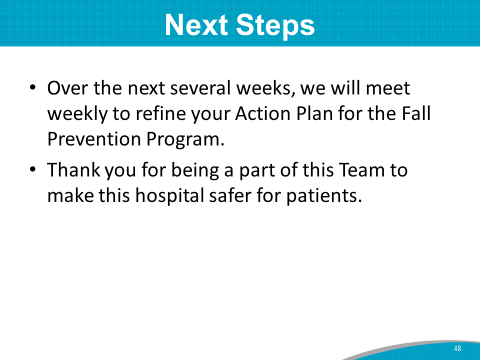 Next Steps
• Over the next several weeks, we will meet
weekly to refine your Action Plan for the Fall
Prevention Program.
• Thank you for being a part of this Team to
make this hospital safer for patients.
48